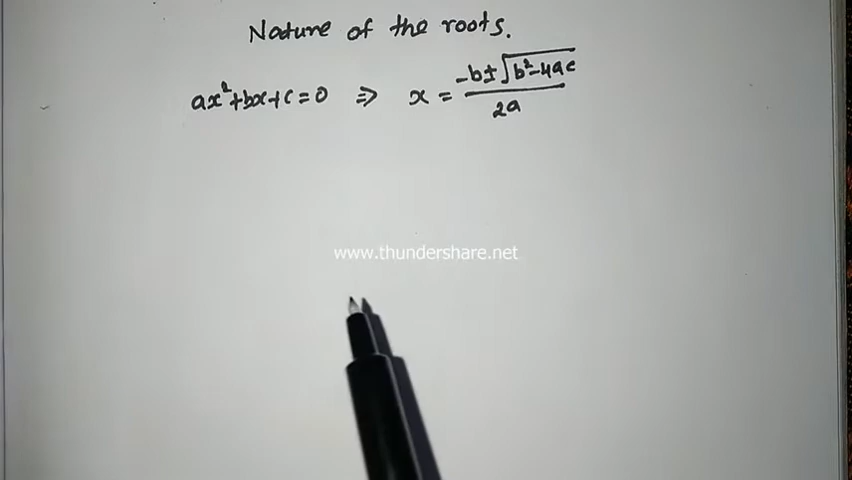 Nature of the roots.
ax²+bx+c=0 ⇒ x = -b±√b²-4ac / 2a
www.thundershare.net